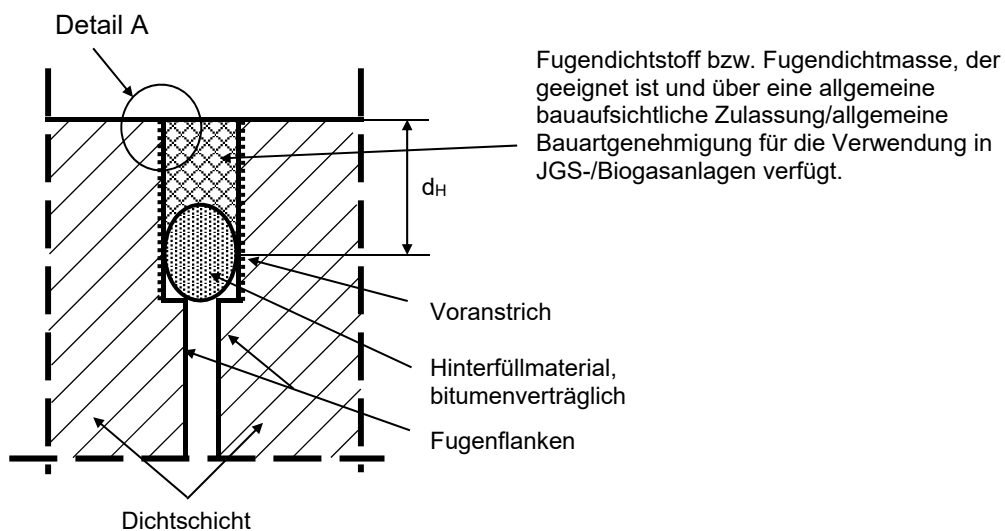 Detail A
Fugendichtstoff bzw. Fugendichtmasse, der
geeignet ist und über eine allgemeine
bauaufsichtliche Zulassung/allgemeine
Bauartgenehmigung für die Verwendung in
JGS-/Biogasanlagen verfügt.
dH
Voranstrich
Hinterfüllmaterial,
bitumenverträglich
Fugenflanken
Dichtschicht